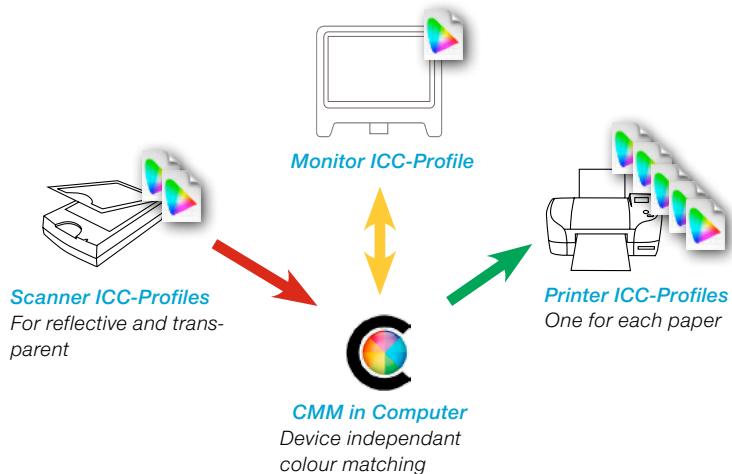 Monitor ICC-Profile
Scanner ICC-Profiles
For reflective and trans-
parent
Printer ICC-Profiles
One for each paper
CMM in Computer
Device independant
colour matching